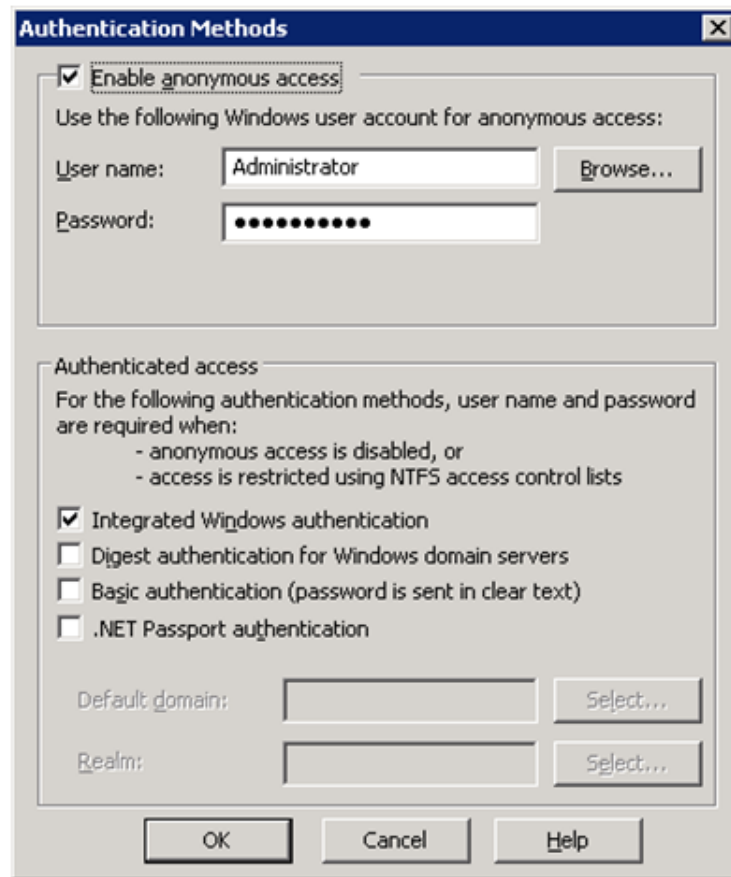 Authentication Methods
Enable anonymous access
Use the following Windows user account for anonymous access:
User name: Administrator Browse...
Password: ●●●●●●●●●●
Authenticated access
For the following authentication methods, user name and password
are required when:
- anonymous access is disabled, or
- access is restricted using NTFS access control lists
Integrated Windows authentication
Digest authentication for Windows domain servers
Basic authentication (password is sent in clear text)
.NET Passport authentication
Default domain: Select...
Realm: Select...
OK Cancel Help